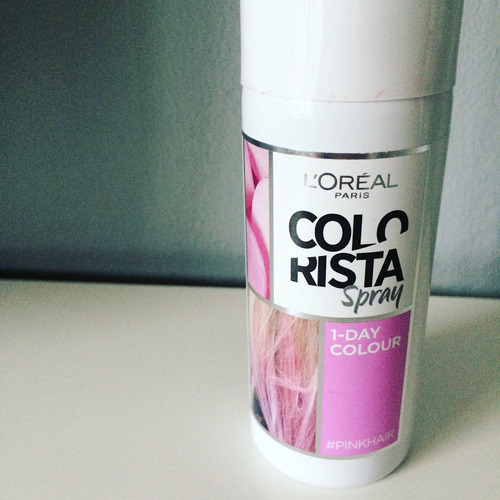 L'ORÉAL
PARIS
COLO
RISTA
Spray
1-DAY
COLOUR
#PINKHAIR